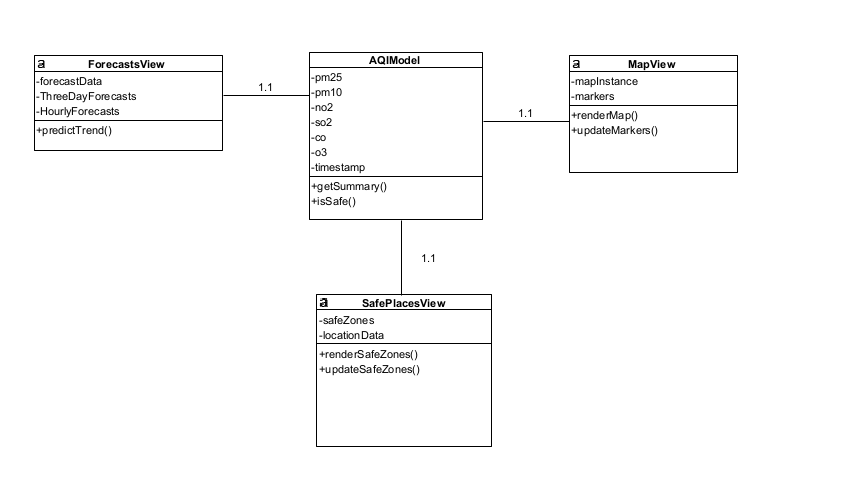 a ForecastsView
-forecastData
-ThreeDayForecasts
-HourlyForecasts
+predictTrend()
1.1
AQIModel
-pm25
-pm10
-no2
-so2
-co
-o3
-timestamp
+getSummary()
+isSafe()
1.1
a MapView
-mapInstance
-markers
+renderMap()
+updateMarkers()
1.1
a SafePlacesView
-safeZones
-locationData
+renderSafeZones()
+updateSafeZones()